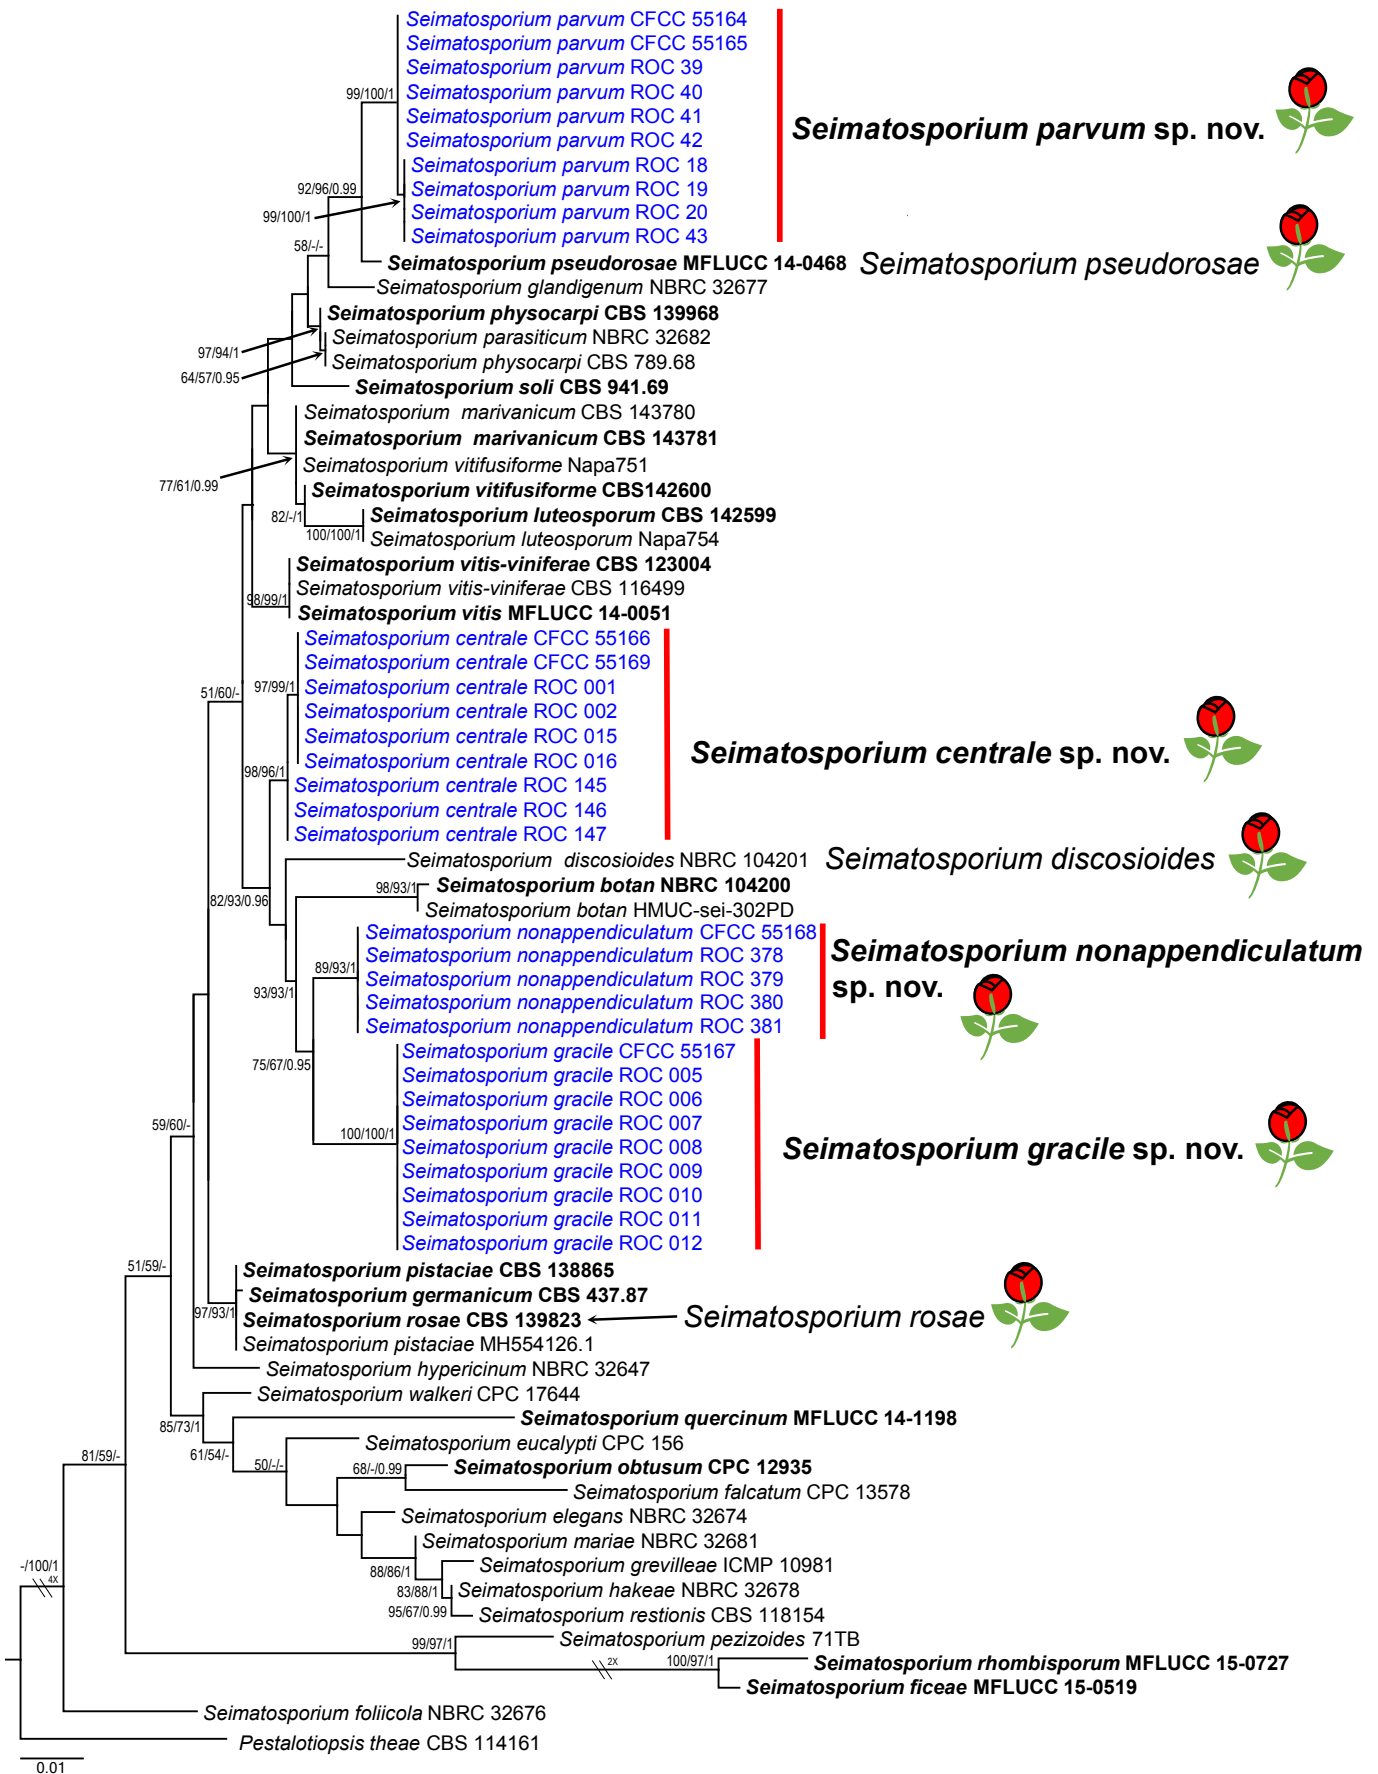 Seimatosporium parvum CFCC 55164
Seimatosporium parvum CFCC 55165
Seimatosporium parvum ROC 39
99/100/1
Seimatosporium parvum ROC 40
Seimatosporium parvum ROC 41
Seimatosporium parvum ROC 42
Seimatosporium parvum sp. nov.
Seimatosporium parvum ROC 18
92/96/0.99
Seimatosporium parvum ROC 19
99/100/1
Seimatosporium parvum ROC 20
Seimatosporium parvum ROC 43
58/-/-
Seimatosporium pseudorosae MFLUCC 14-0468
Seimatosporium pseudorosae
Seimatosporium glandigenum NBRC 32677
Seimatosporium physocarpi CBS 139968
Seimatosporium parasiticum NBRC 32682
97/94/1
Seimatosporium physocarpi CBS 789.68
64/57/0.95
Seimatosporium soli CBS 941.69
Seimatosporium marivanicum CBS 143780
Seimatosporium marivanicum CBS 143781
Seimatosporium vitifusiforme Napa751
77/61/0.99
Seimatosporium vitifusiforme CBS142600
82/-/1
Seimatosporium luteosporum CBS 142599
100/100/1
Seimatosporium luteosporum Napa754
Seimatosporium vitis-viniferae CBS 123004
Seimatosporium vitis-viniferae CBS 116499
98/99/1
Seimatosporium vitis MFLUCC 14-0051
Seimatosporium centrale CFCC 55166
Seimatosporium centrale CFCC 55169
51/60/-
97/99/1
Seimatosporium centrale ROC 001
Seimatosporium centrale ROC 002
Seimatosporium centrale ROC 015
Seimatosporium centrale sp. nov.
Seimatosporium centrale ROC 016
98/96/1
Seimatosporium centrale ROC 145
Seimatosporium centrale ROC 146
Seimatosporium centrale ROC 147
Seimatosporium discosioides NBRC 104201
Seimatosporium discosioides
98/93/1
Seimatosporium botan NBRC 104200
82/93/0.96
Seimatosporium botan HMUC-sei-302PD
Seimatosporium nonappendiculatum CFCC 55168
Seimatosporium nonappendiculatum
sp. nov.
Seimatosporium nonappendiculatum ROC 378
89/93/1
Seimatosporium nonappendiculatum ROC 379
93/93/1
Seimatosporium nonappendiculatum ROC 380
Seimatosporium nonappendiculatum ROC 381
Seimatosporium gracile CFCC 55167
75/67/0.95
Seimatosporium gracile ROC 005
Seimatosporium gracile ROC 006
59/60/-
Seimatosporium gracile ROC 007
100/100/1
Seimatosporium gracile ROC 008
Seimatosporium gracile sp. nov.
Seimatosporium gracile ROC 009
Seimatosporium gracile ROC 010
Seimatosporium gracile ROC 011
Seimatosporium gracile ROC 012
51/59/-
Seimatosporium pistaciae CBS 138865
Seimatosporium germanicum CBS 437.87
97/93/1
Seimatosporium rosae CBS 139823
Seimatosporium rosae
Seimatosporium pistaciae MH554126.1
Seimatosporium hypericinum NBRC 32647
Seimatosporium walkeri CPC 17644
85/73/1
Seimatosporium quercinum MFLUCC 14-1198
61/54/-
Seimatosporium eucalypti CPC 156
81/59/-
50/-/-
68/-/0.99
Seimatosporium obtusum CPC 12935
Seimatosporium falcatum CPC 13578
Seimatosporium elegans NBRC 32674
Seimatosporium mariae NBRC 32681
-/100/1
4X
88/86/1
Seimatosporium grevilleae ICMP 10981
83/88/1
Seimatosporium hakeae NBRC 32678
95/67/0.99
Seimatosporium restionis CBS 118154
99/97/1
Seimatosporium pezizoides 71TB
2X
100/97/1
Seimatosporium rhombisporum MFLUCC 15-0727
Seimatosporium ficeae MFLUCC 15-0519
Seimatosporium foliicola NBRC 32676
Pestalotiopsis theae CBS 114161
0.01